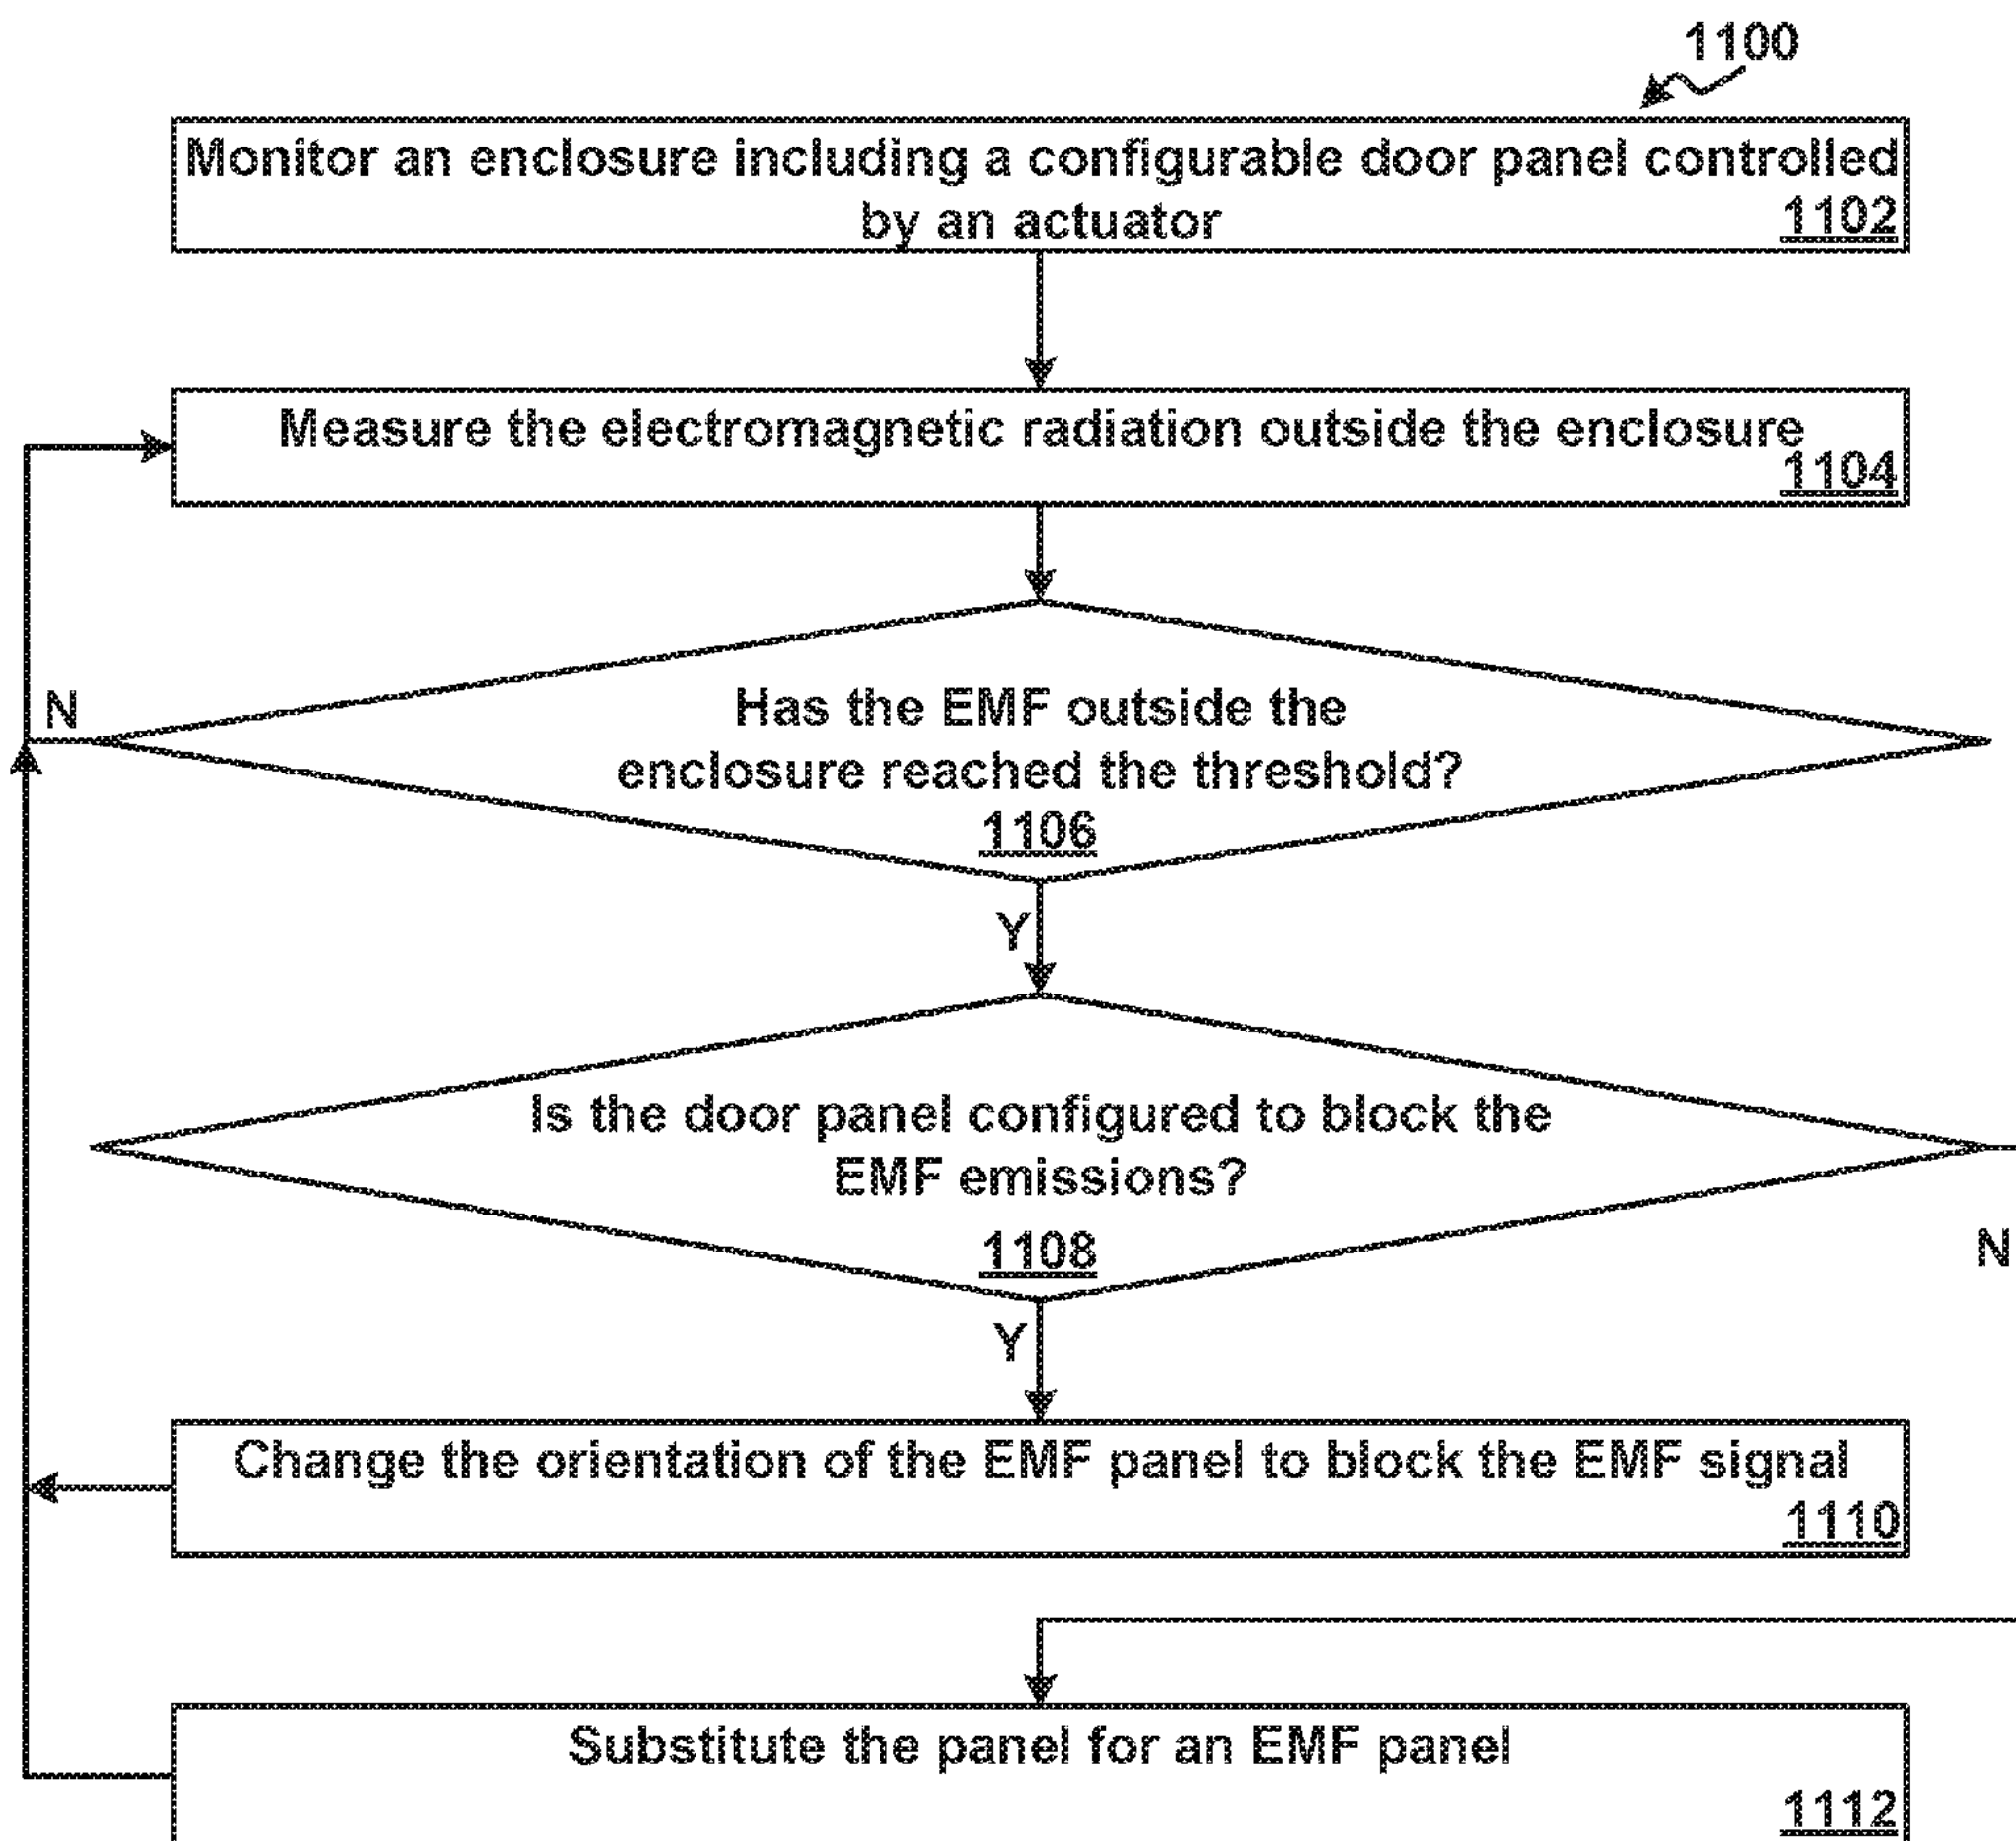 1100
Monitor an enclosure including a configurable door panel controlled
by an actuator
1102
Measure the electromagnetic radiation outside the enclosure
1104
N
Has the EMF outside the
enclosure reached the threshold?
1106
Y
Is the door panel configured to block the
EMF emissions?
1108
N
Y
Change the orientation of the EMF panel to block the EMF signal
1110
Substitute the panel for an EMF panel
1112